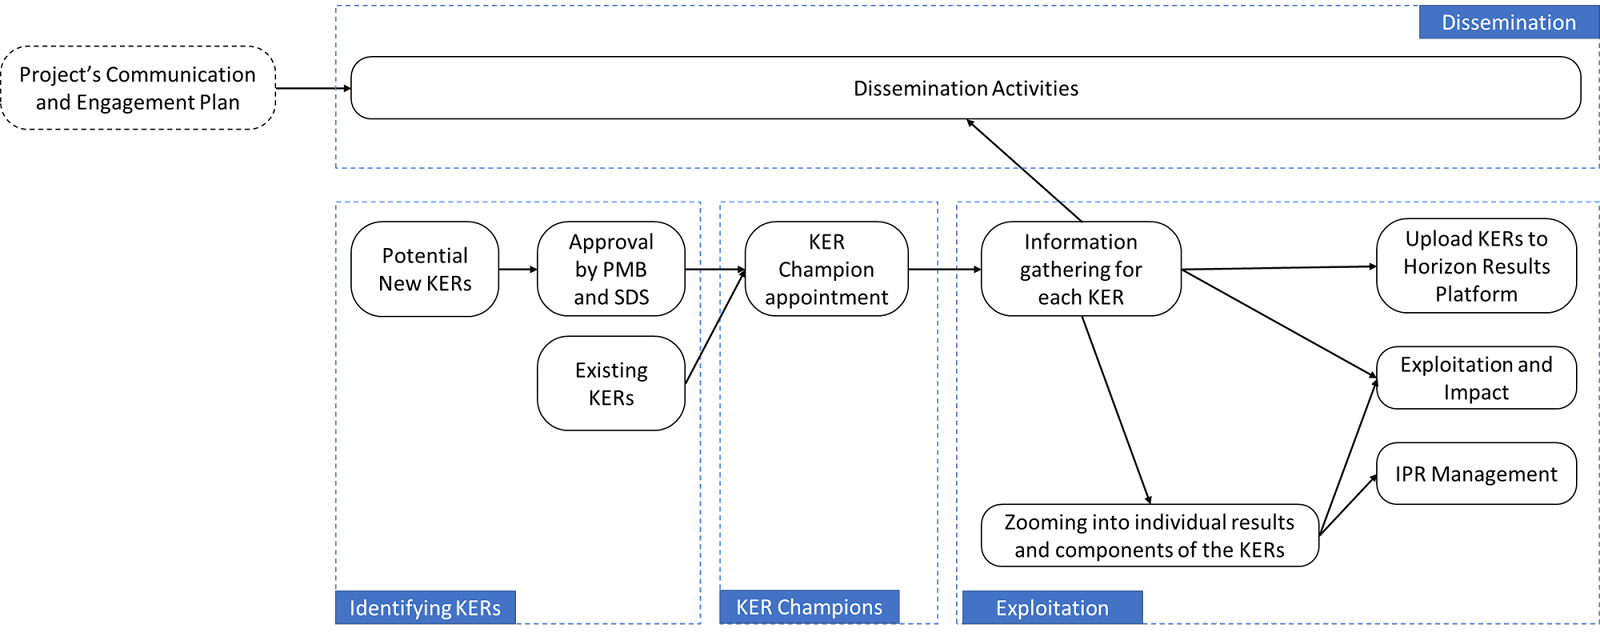 Dissemination
Project’s Communication
and Engagement Plan
Dissemination Activities
Potential
New KERs
Approval
by PMB
and SDS
Existing
KERs
Identifying KERs
KER
Champion
appointment
KER Champions
Information
gathering for
each KER
Upload KERs to
Horizon Results
Platform
Exploitation and
Impact
IPR Management
Zooming into individual results
and components of the KERs
Exploitation